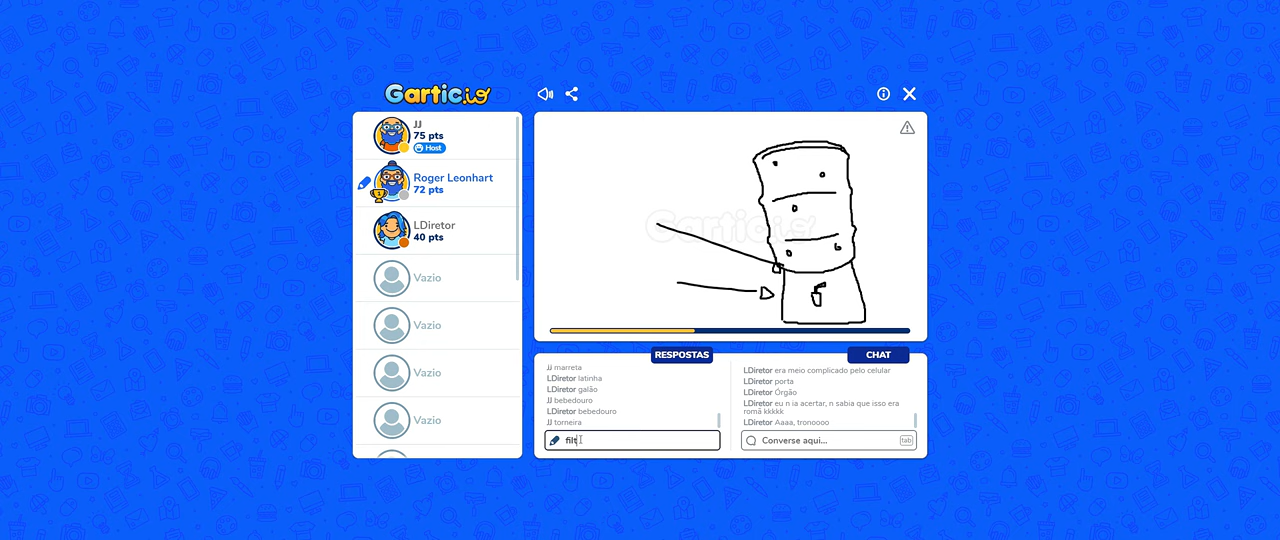 Gartic.io
JJ
75 pts
Host
Roger Leonhart
72 pts
LDiretor
40 pts
Vazio
Vazio
Vazio
Vazio
Gartic.io
RESPOSTAS
JJ marreta
LDiretor latinha
LDiretor galão
JJ bebedouro
LDiretor bebedouro
JJ torneira
filt
CHAT
LDiretor era meio complicado pelo celular
LDiretor porta
LDiretor Órgão
LDiretor eu n ia acertar, n sabia que isso era
romã kkkkk
LDiretor Aaaa, tronoooo
Converse aqui...
tab